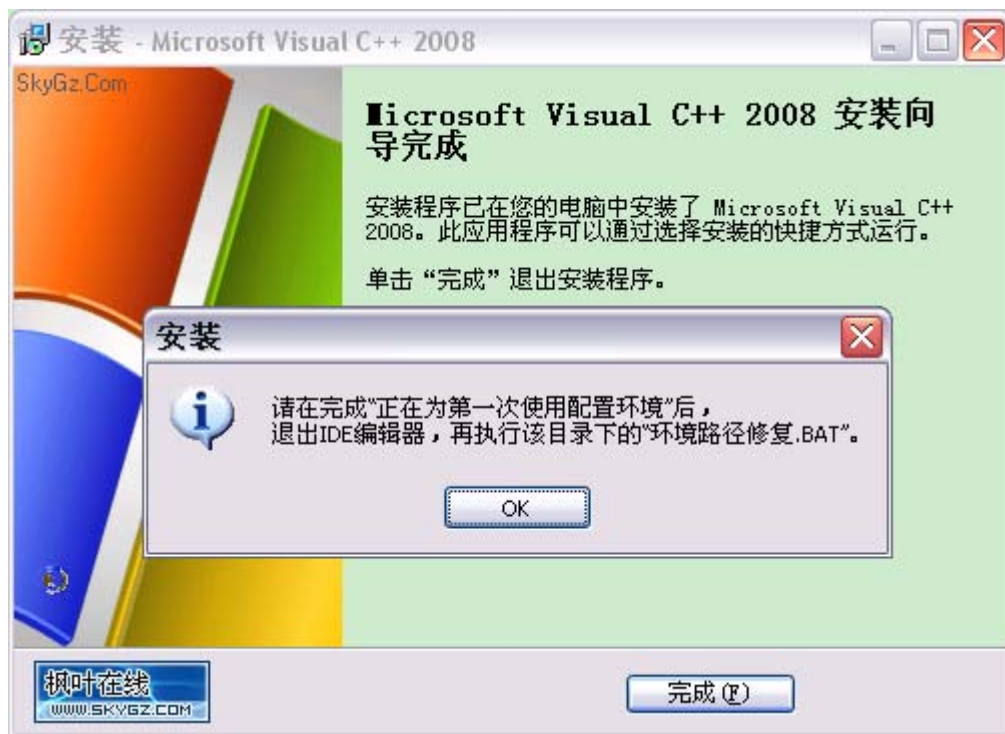 安装 - Microsoft Visual C++ 2008
SkyGz.Com
Microsoft Visual C++ 2008 安装向
导完成
安装程序已在您的电脑中安装了 Microsoft Visual C++
2008。此应用程序可以通过选择安装的快捷方式运行。
单击“完成”退出安装程序。
安装
请在完成“正在为第一次使用配置环境”后，
退出IDE编辑器，再执行该目录下的“环境路径修复.BAT”。
OK
枫叶在线
WWW.SKYGZ.COM
完成(F)